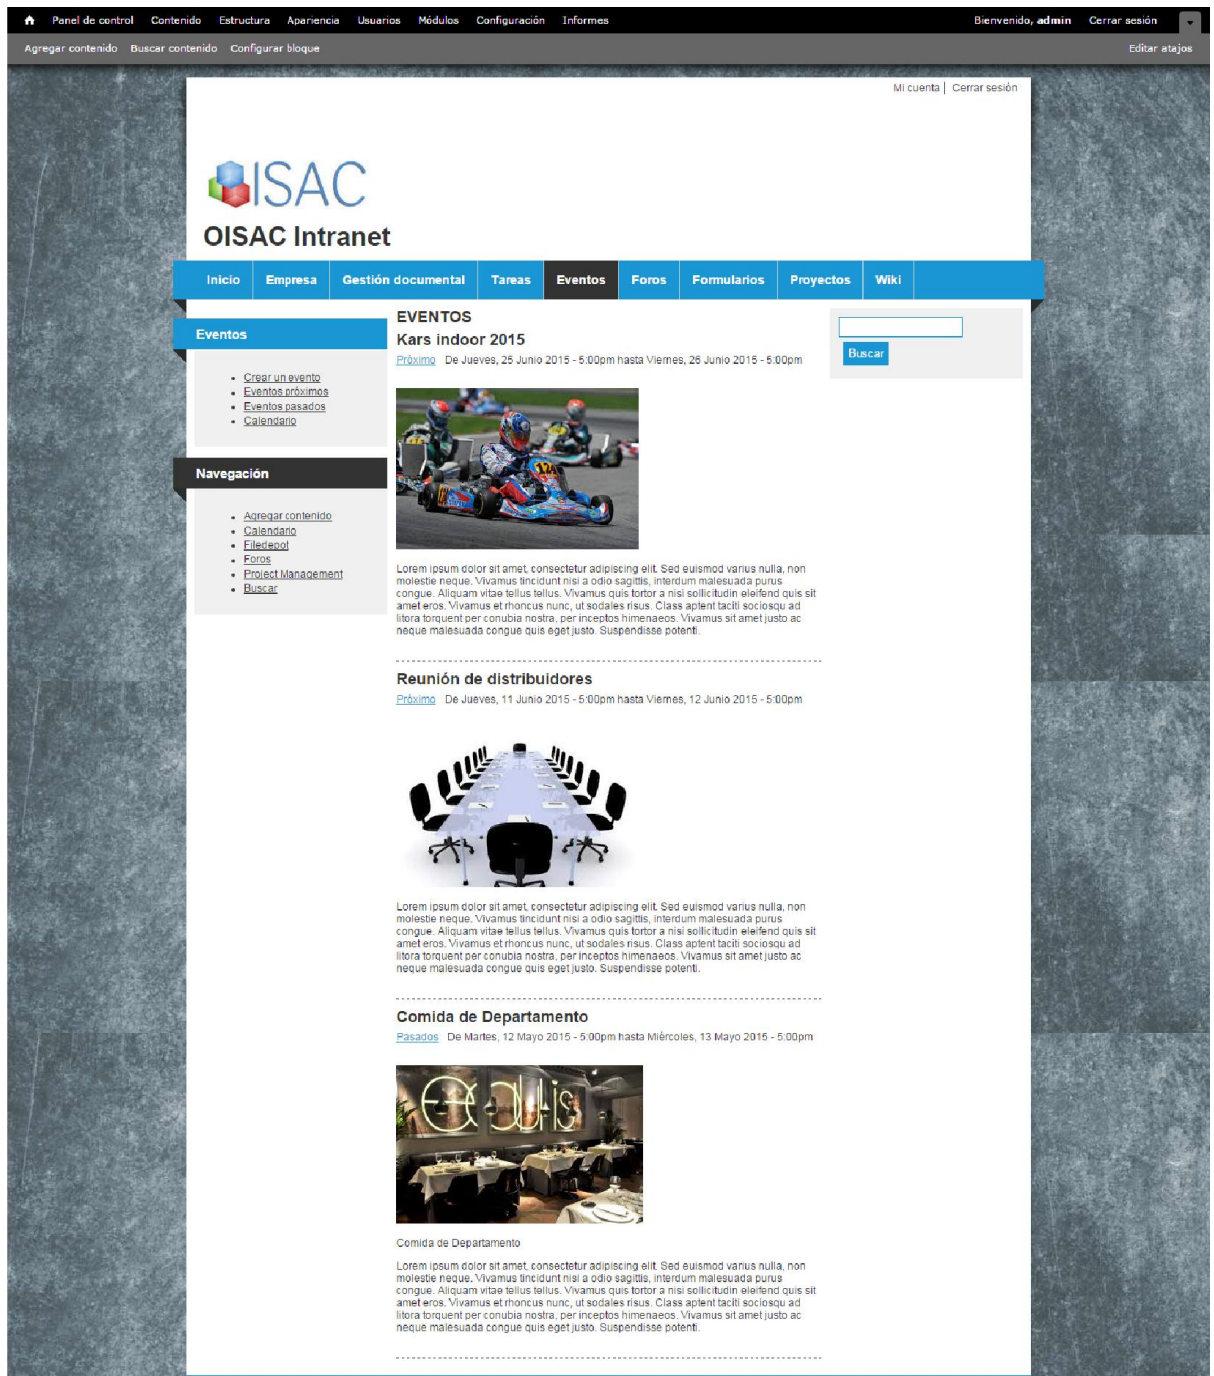 Panel de control Contenido Estructura Apariencia Usuarios Módulos Configuración Informes Bienvenido, admin Cerrar sesión
Agregar contenido Buscar contenido Configurar bloque Editar atajos
Mi cuenta | Cerrar sesión
ISAC
OISAC Intranet
Inicio Empresa Gestión documental Tareas Eventos Foros Formularios Proyectos Wiki
Eventos
Crear un evento
Eventos próximos
Eventos pasados
Calendario
Navegación
Agregar contenido
Calendario
Filedepot
Foros
Project Management
Buscar
EVENTOS
Kars indoor 2015
Próximo De Jueves, 25 Junio 2015 - 5:00pm hasta Viernes, 26 Junio 2015 - 5:00pm
124
Lorem ipsum dolor sit amet, consectetur adipiscing elit. Sed euismod varius nulla, non
molestie neque. Vivamus tincidunt nisi a odio sagittis, interdum malesuada purus
congue. Aliquam vitae tellus tellus. Vivamus quis tortor a nisi sollicitudin eleifend quis sit
amet eros. Vivamus et rhoncus nunc, ut sodales risus. Class aptent taciti sociosqu ad
litora torquent per conubia nostra, per inceptos himenaeos. Vivamus sit amet justo ac
neque malesuada congue quis eget justo. Suspendisse potenti.
Reunión de distribuidores
Próximo De Jueves, 11 Junio 2015 - 5:00pm hasta Viernes, 12 Junio 2015 - 5:00pm
Lorem ipsum dolor sit amet, consectetur adipiscing elit. Sed euismod varius nulla, non
molestie neque. Vivamus tincidunt nisi a odio sagittis, interdum malesuada purus
congue. Aliquam vitae tellus tellus. Vivamus quis tortor a nisi sollicitudin eleifend quis sit
amet eros. Vivamus et rhoncus nunc, ut sodales risus. Class aptent taciti sociosqu ad
litora torquent per conubia nostra, per inceptos himenaeos. Vivamus sit amet justo ac
neque malesuada congue quis eget justo. Suspendisse potenti.
Comida de Departamento
Pasados De Martes, 12 Mayo 2015 - 5:00pm hasta Miércoles, 13 Mayo 2015 - 5:00pm
Comida de Departamento
Lorem ipsum dolor sit amet, consectetur adipiscing elit. Sed euismod varius nulla, non
molestie neque. Vivamus tincidunt nisi a odio sagittis, interdum malesuada purus
congue. Aliquam vitae tellus tellus. Vivamus quis tortor a nisi sollicitudin eleifend quis sit
amet eros. Vivamus et rhoncus nunc, ut sodales risus. Class aptent taciti sociosqu ad
litora torquent per conubia nostra, per inceptos himenaeos. Vivamus sit amet justo ac
neque malesuada congue quis eget justo. Suspendisse potenti.
Buscar